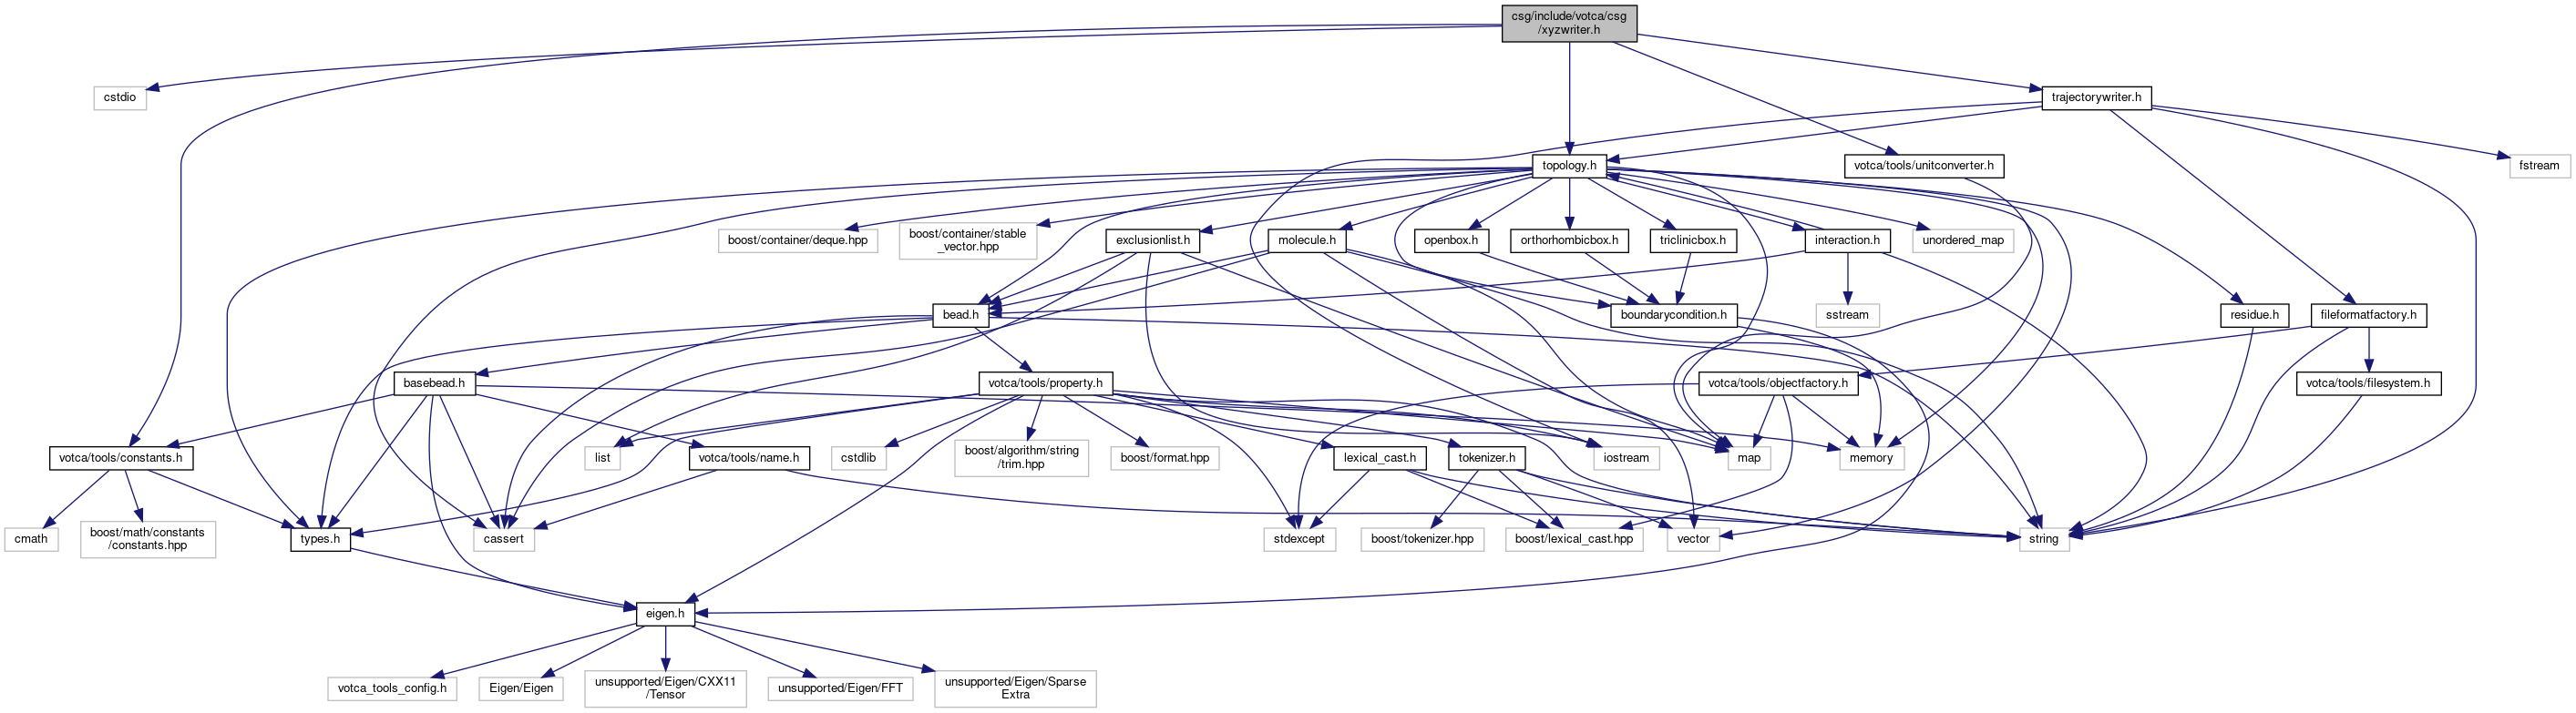 csg/include/votca/csg
/xyzwriter.h
cstdio
trajectorywriter.h
topology.h
votca/tools/unitconverter.h
fstream
boost/container/deque.hpp
boost/container/stable
_vector.hpp
exclusionlist.h
molecule.h
openbox.h
orthorhombicbox.h
triclinicbox.h
interaction.h
unordered_map
bead.h
boundarycondition.h
sstream
residue.h
fileformatfactory.h
basebead.h
votca/tools/property.h
votca/tools/objectfactory.h
votca/tools/filesystem.h
votca/tools/constants.h
list
votca/tools/name.h
cstdlib
boost/algorithm/string
/trim.hpp
boost/format.hpp
lexical_cast.h
tokenizer.h
iostream
map
memory
cmath
boost/math/constants
/constants.hpp
types.h
cassert
stdexcept
boost/tokenizer.hpp
boost/lexical_cast.hpp
vector
string
eigen.h
votca_tools_config.h
Eigen/Eigen
unsupported/Eigen/CXX11
/Tensor
unsupported/Eigen/FFT
unsupported/Eigen/Sparse
Extra